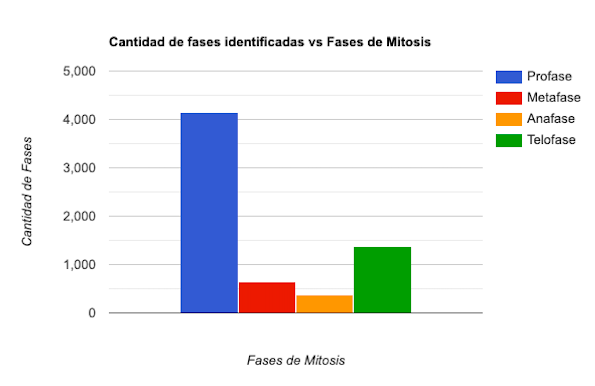 Cantidad de fases identificadas vs Fases de Mitosis
Cantidad de Fases
5,000
4,000
3,000
2,000
1,000
0
Fases de Mitosis
Profase
Metafase
Anafase
Telofase